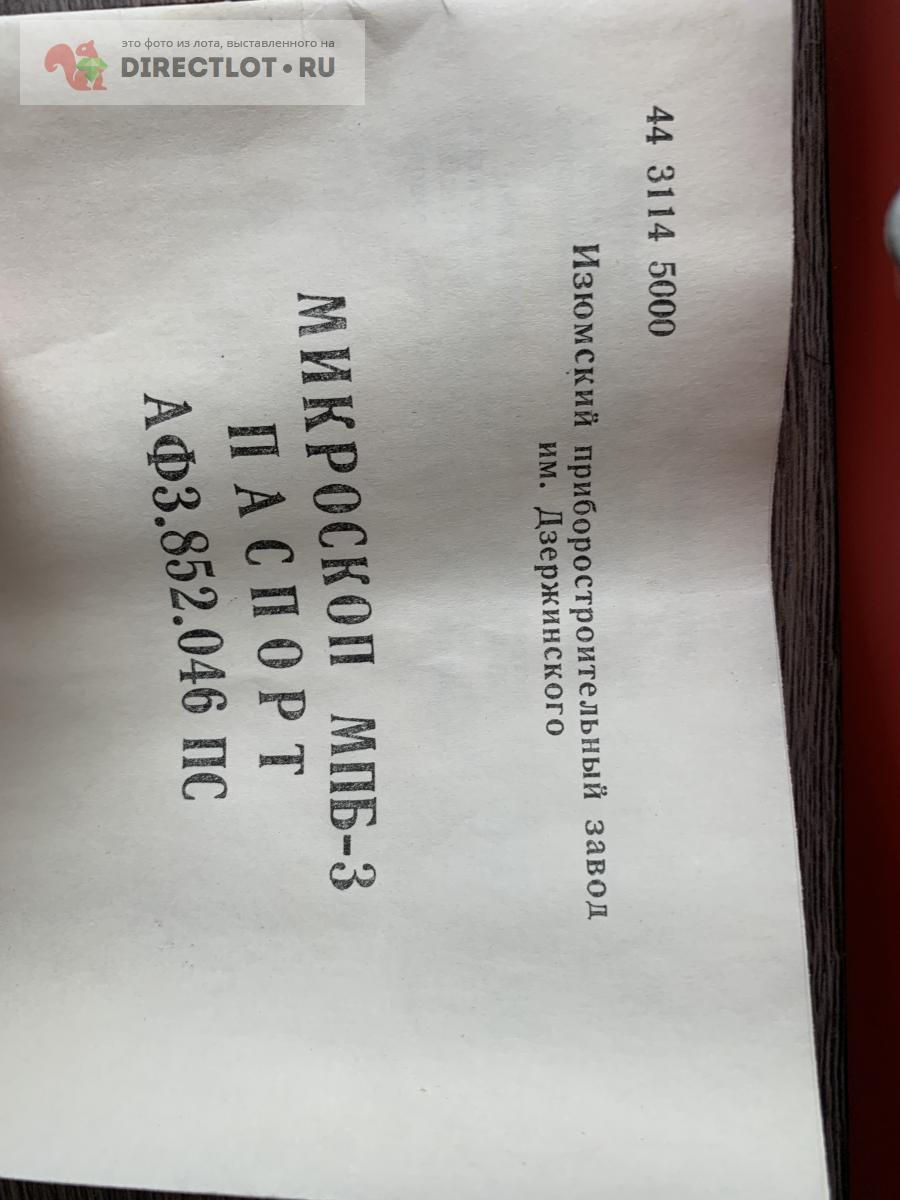 это фото из лота, выставленного на
DIRECTLOT•RU
44 3114 5000
Изюмский приборостроительный завод
им. Дзержинского
МИКРОСКОП МПБ-3
ПАСПОРТ
АФ3.852.046 ПС